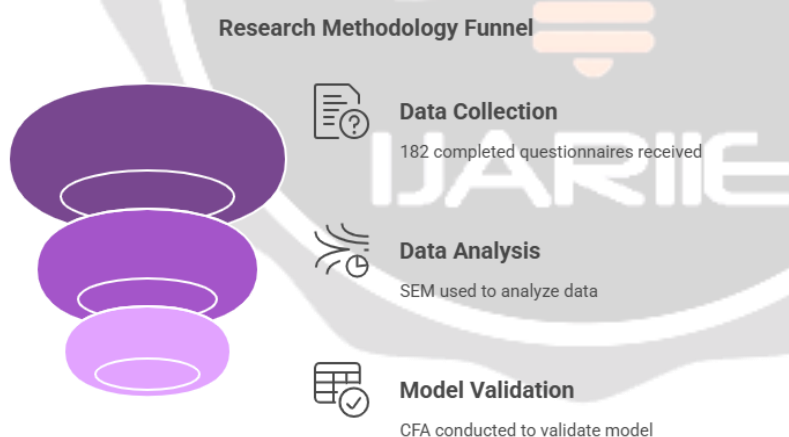 Research Methodology Funnel
Data Collection
182 completed questionnaires received
IJARIIE
Data Analysis
SEM used to analyze data
Model Validation
CFA conducted to validate model